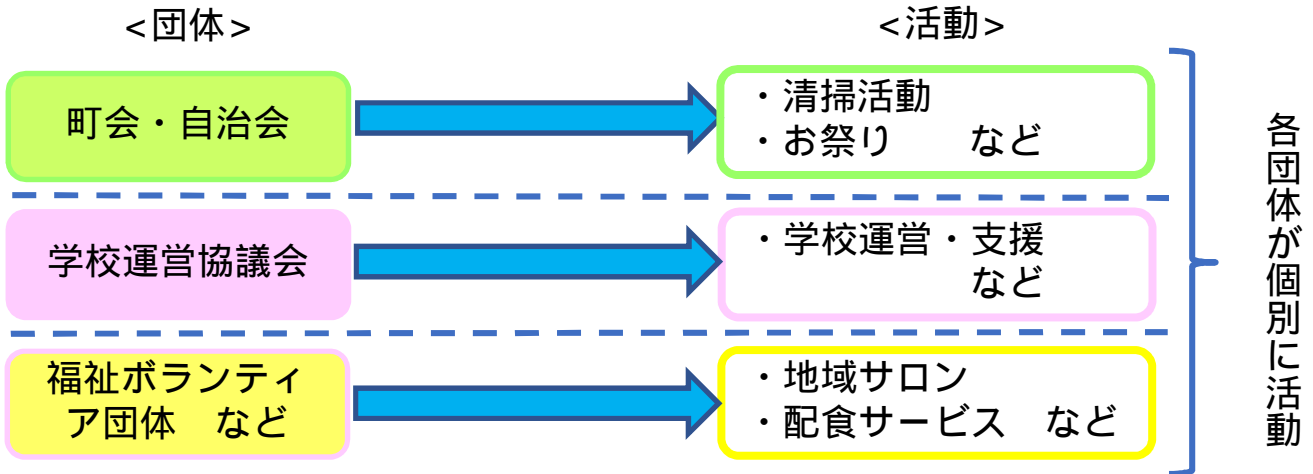 <団体>
<活動>
町会・自治会
・清掃活動
・お祭り　　など
学校運営協議会
・学校運営・支援
など
福祉ボランティ
ア団体　など
・地域サロン
・配食サービス　など
各団体が個別に活動